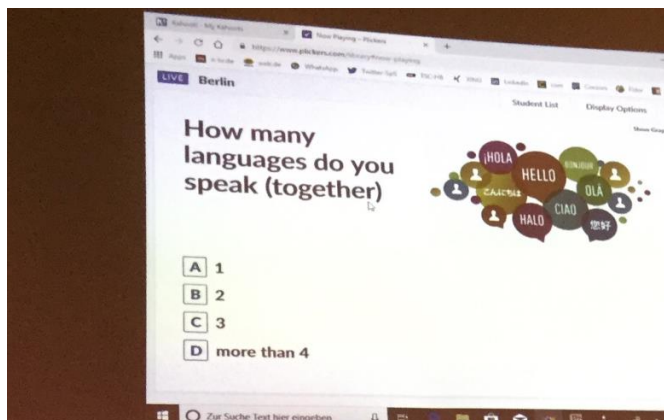 Kahoot! - My Kahoots
Now Playing - Plickers
https://www.plickers.com/library#now-playing
Apps
WhatsApp
Twitter
LinkedIn
LIVE Berlin
Student List Display Options
How many
languages do you
speak (together)
¡HOLA
HELLO
BONJOUR
こんにちは
OLÁ
CIAO
HALO
您好
A 1
B 2
C 3
D more than 4
Zur Suche Text hier eingeben